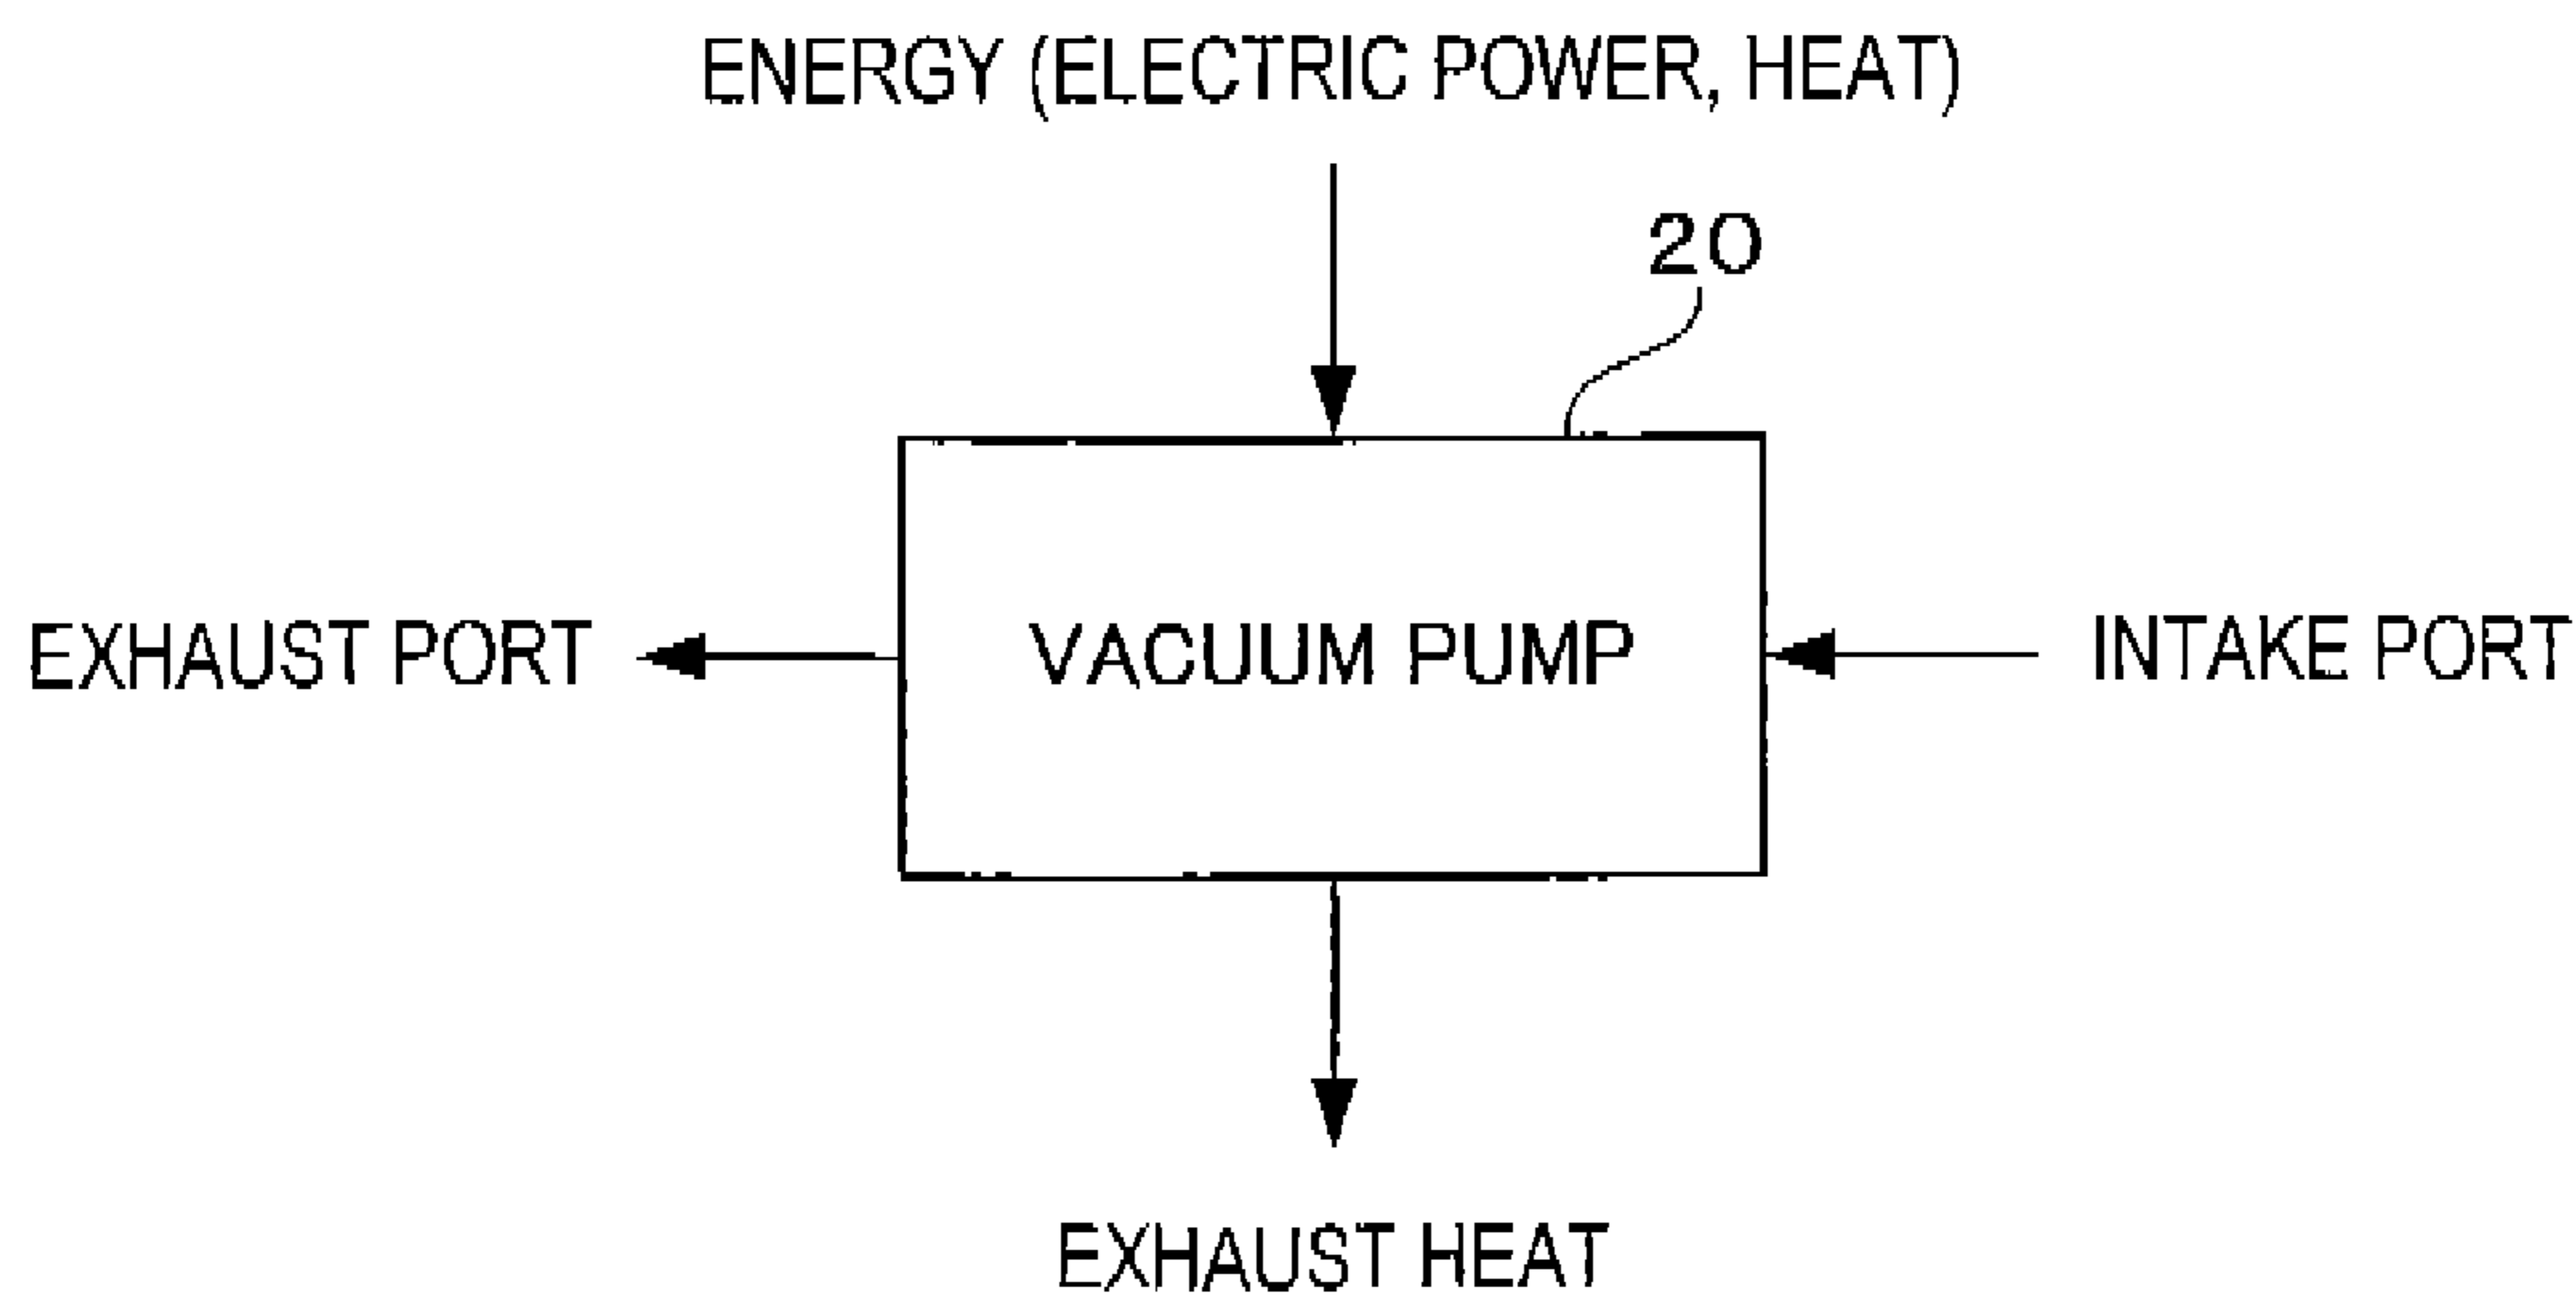 ENERGY (ELECTRIC POWER, HEAT)
20
EXHAUST PORT
VACUUM PUMP
INTAKE PORT
EXHAUST HEAT